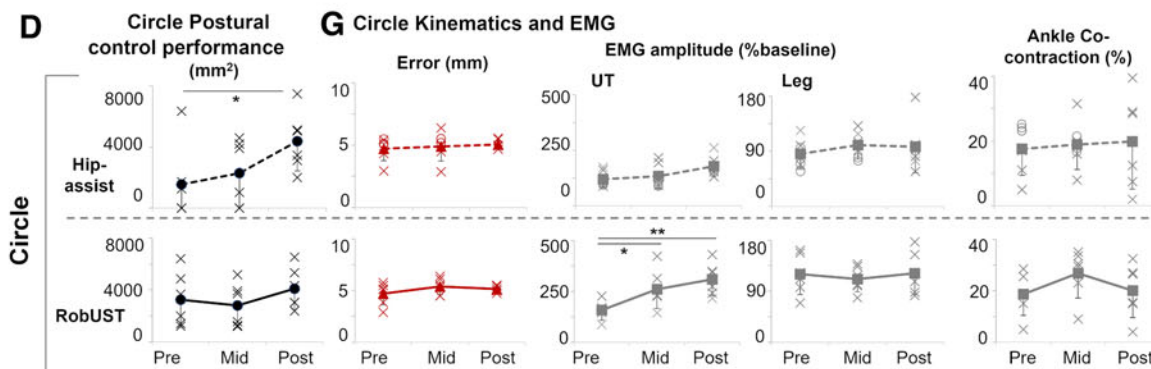 D
Circle Postural
control performance
(mm²)
G Circle Kinematics and EMG
Error (mm)
EMG amplitude (%baseline)
UT
Leg
Ankle Co-
contraction (%)
Circle
Hip-
assist
8000
4000
0
*
10
5
0
500
250
0
180
90
0
40
20
0
RobUST
8000
4000
0
10
5
0
500
250
0
**
*
180
90
60
40
20
0
Pre Mid Post
Pre Mid Post
Pre Mid Post
Pre Mid Post
Pre Mid Post